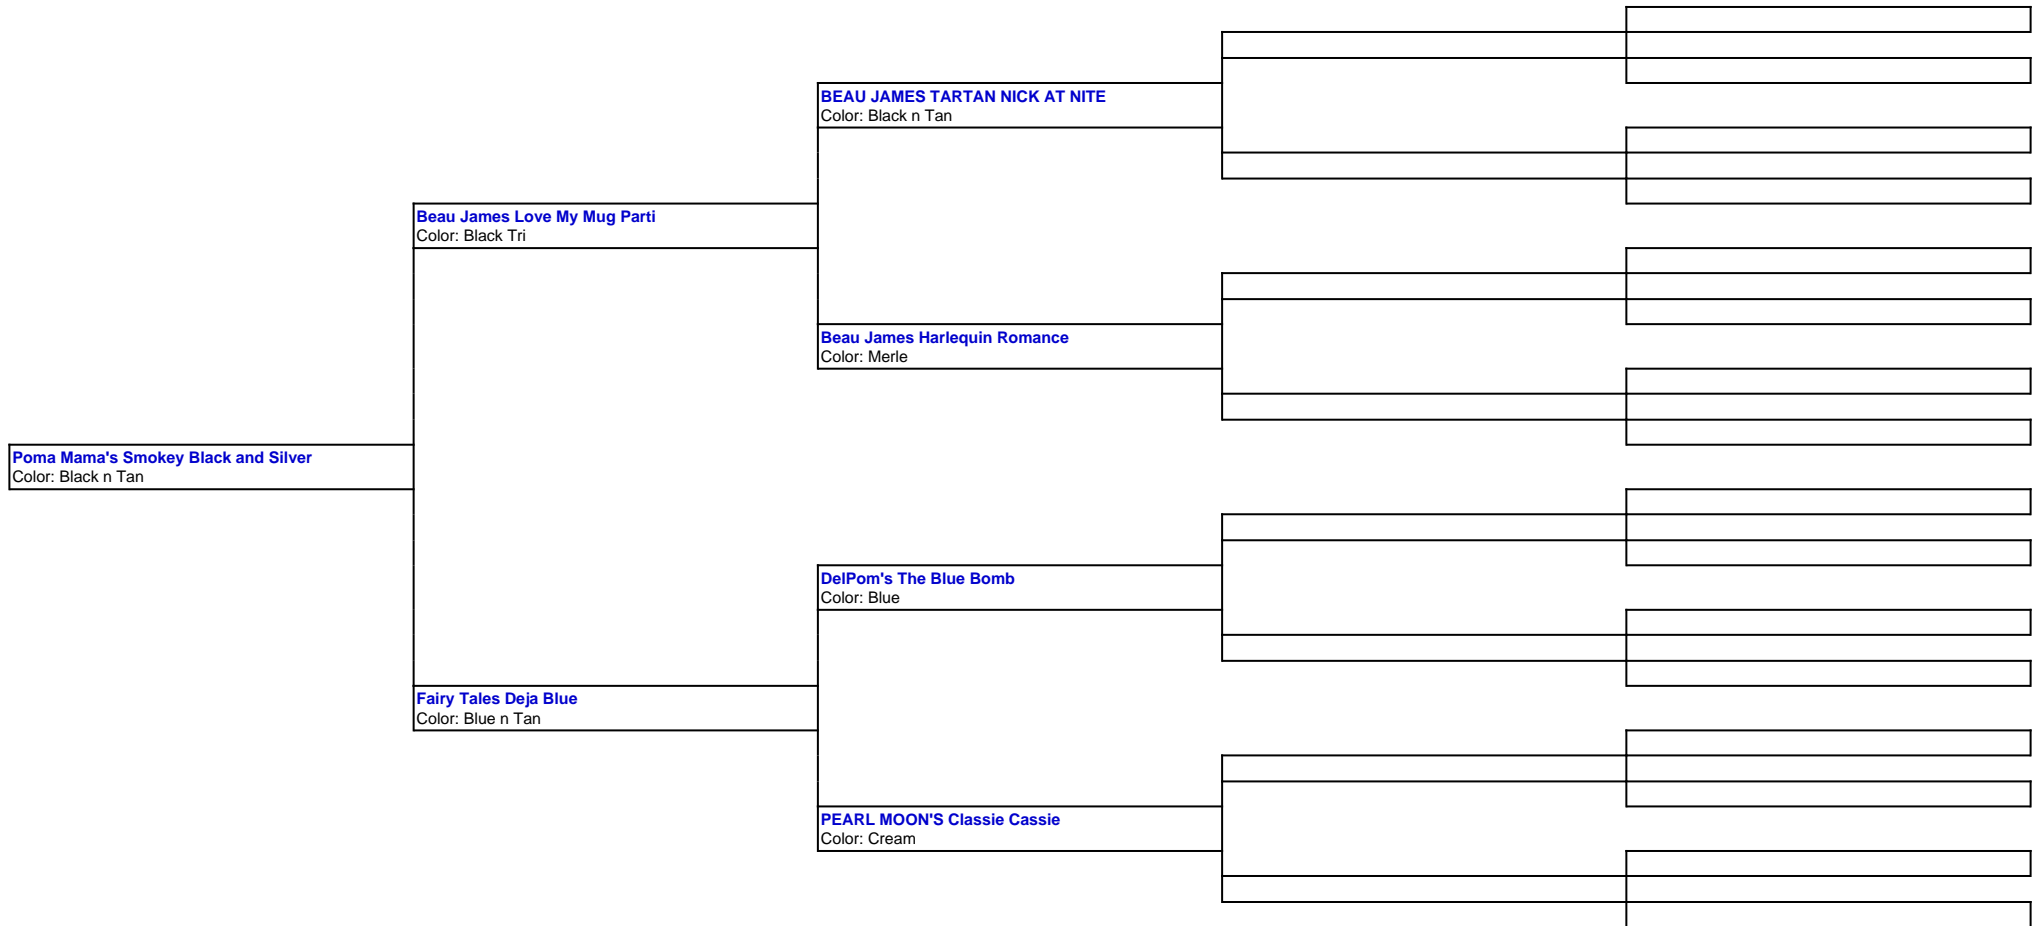 BEAU JAMES TARTAN NICK AT NITE
Color: Black n Tan
Beau James Love My Mug Parti
Color: Black Tri
Beau James Harlequin Romance
Color: Merle
Poma Mama's Smokey Black and Silver
Color: Black n Tan
DelPom's The Blue Bomb
Color: Blue
Fairy Tales Deja Blue
Color: Blue n Tan
PEARL MOON'S Classie Cassie
Color: Cream